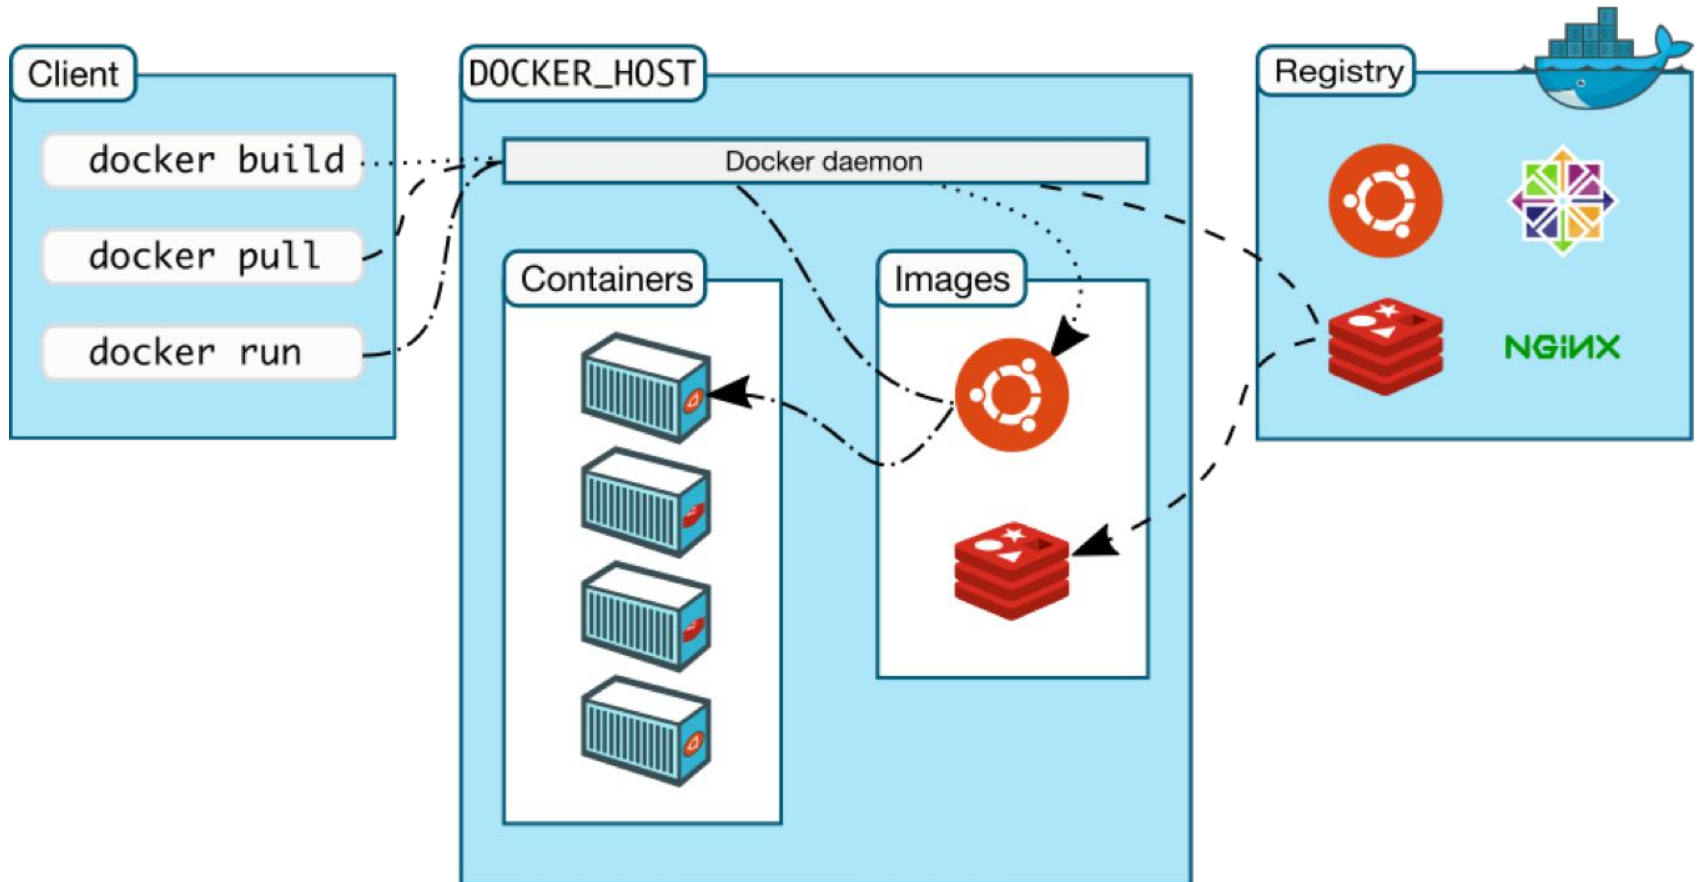 Client
docker build
docker pull
docker run
DOCKER_HOST
Docker daemon
Containers
Images
Registry
NGiNX